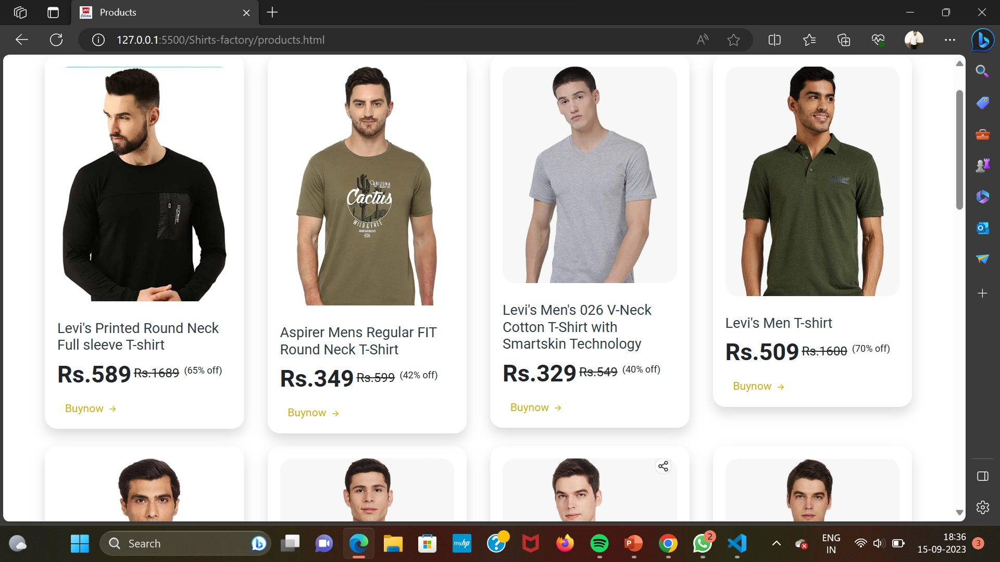 Products
127.0.0.1:5500/Shirts-factory/products.html
ARIZONA
Cactus
WILD & FREE
-USA-
Levi's Printed Round Neck
Full sleeve T-shirt
Rs.589 Rs.1689 (65% off)
Buynow →
Aspirer Mens Regular FIT
Round Neck T-Shirt
Rs.349 Rs.599 (42% off)
Buynow →
Levi's Men's 026 V-Neck
Cotton T-Shirt with
Smartskin Technology
Rs.329 Rs.549 (40% off)
Buynow →
Levi's Men T-shirt
Rs.509 Rs.1600 (70% off)
Buynow →
Search
myhp
2
ENG
IN
18:36
15-09-2023
3